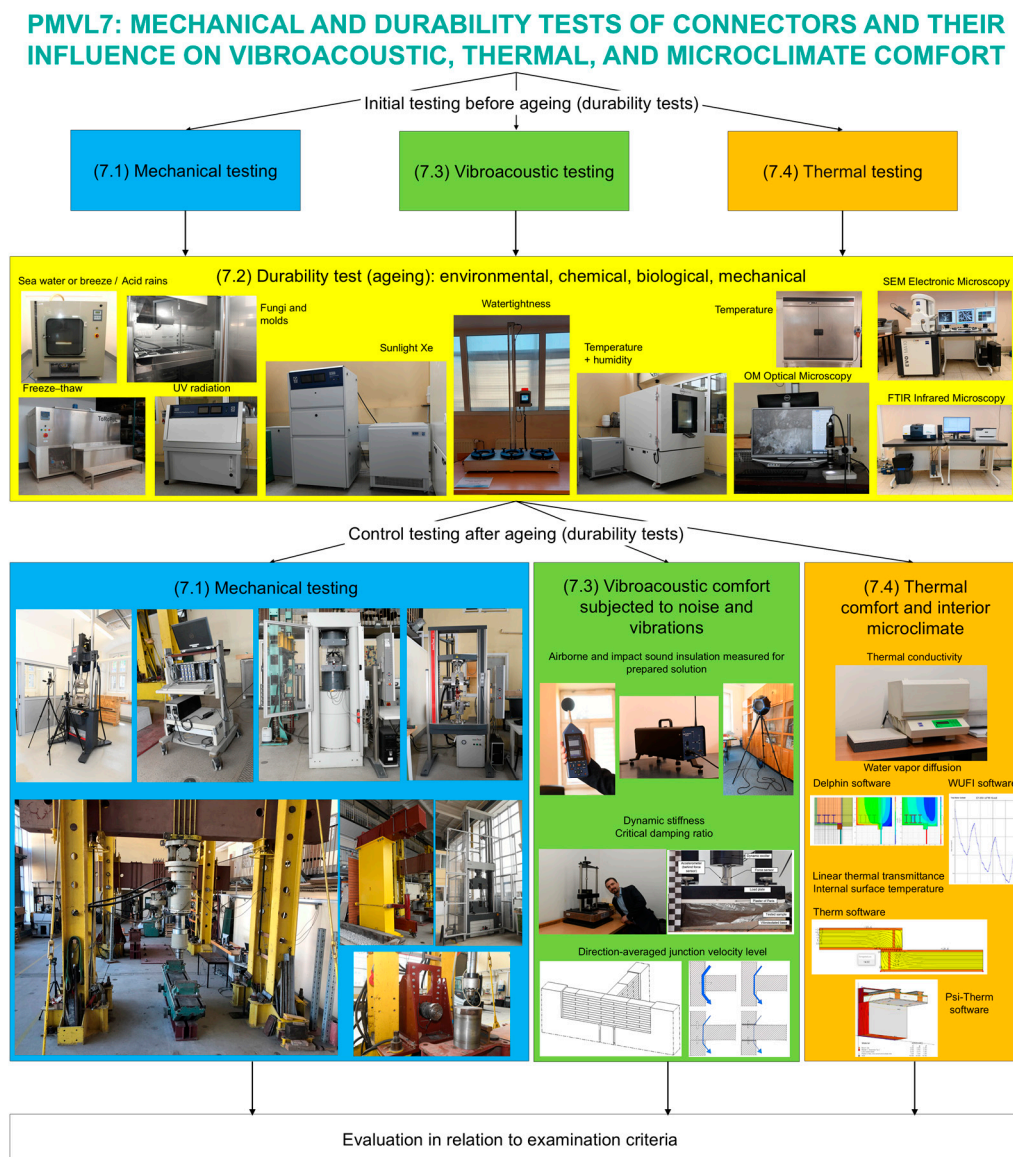 PMVL7: MECHANICAL AND DURABILITY TESTS OF CONNECTORS AND THEIR
INFLUENCE ON VIBROACOUSTIC, THERMAL, AND MICROCLIMATE COMFORT
Initial testing before ageing (durability tests)
(7.1) Mechanical testing
(7.3) Vibroacoustic testing
(7.4) Thermal testing
(7.2) Durability test (ageing): environmental, chemical, biological, mechanical
Sea water or breeze / Acid rains
Fungi and
molds
Sunlight Xe
Watertightness
Temperature
+ humidity
Temperature
SEM Electronic Microscopy
Freeze–thaw
UV radiation
OM Optical Microscopy
FTIR Infrared Microscopy
Control testing after ageing (durability tests)
(7.1) Mechanical testing
(7.3) Vibroacoustic comfort
subjected to noise and
vibrations
Airborne and impact sound insulation measured for
prepared solution
Dynamic stiffness
Critical damping ratio
Load plate
Plaster of Paris
Direction-averaged junction velocity level
(7.4) Thermal
comfort and interior
microclimate
Thermal conductivity
Water vapor diffusion
Delphin software
WUFI software
Linear thermal transmittance
Internal surface temperature
Therm software
Psi-Therm
software
Evaluation in relation to examination criteria